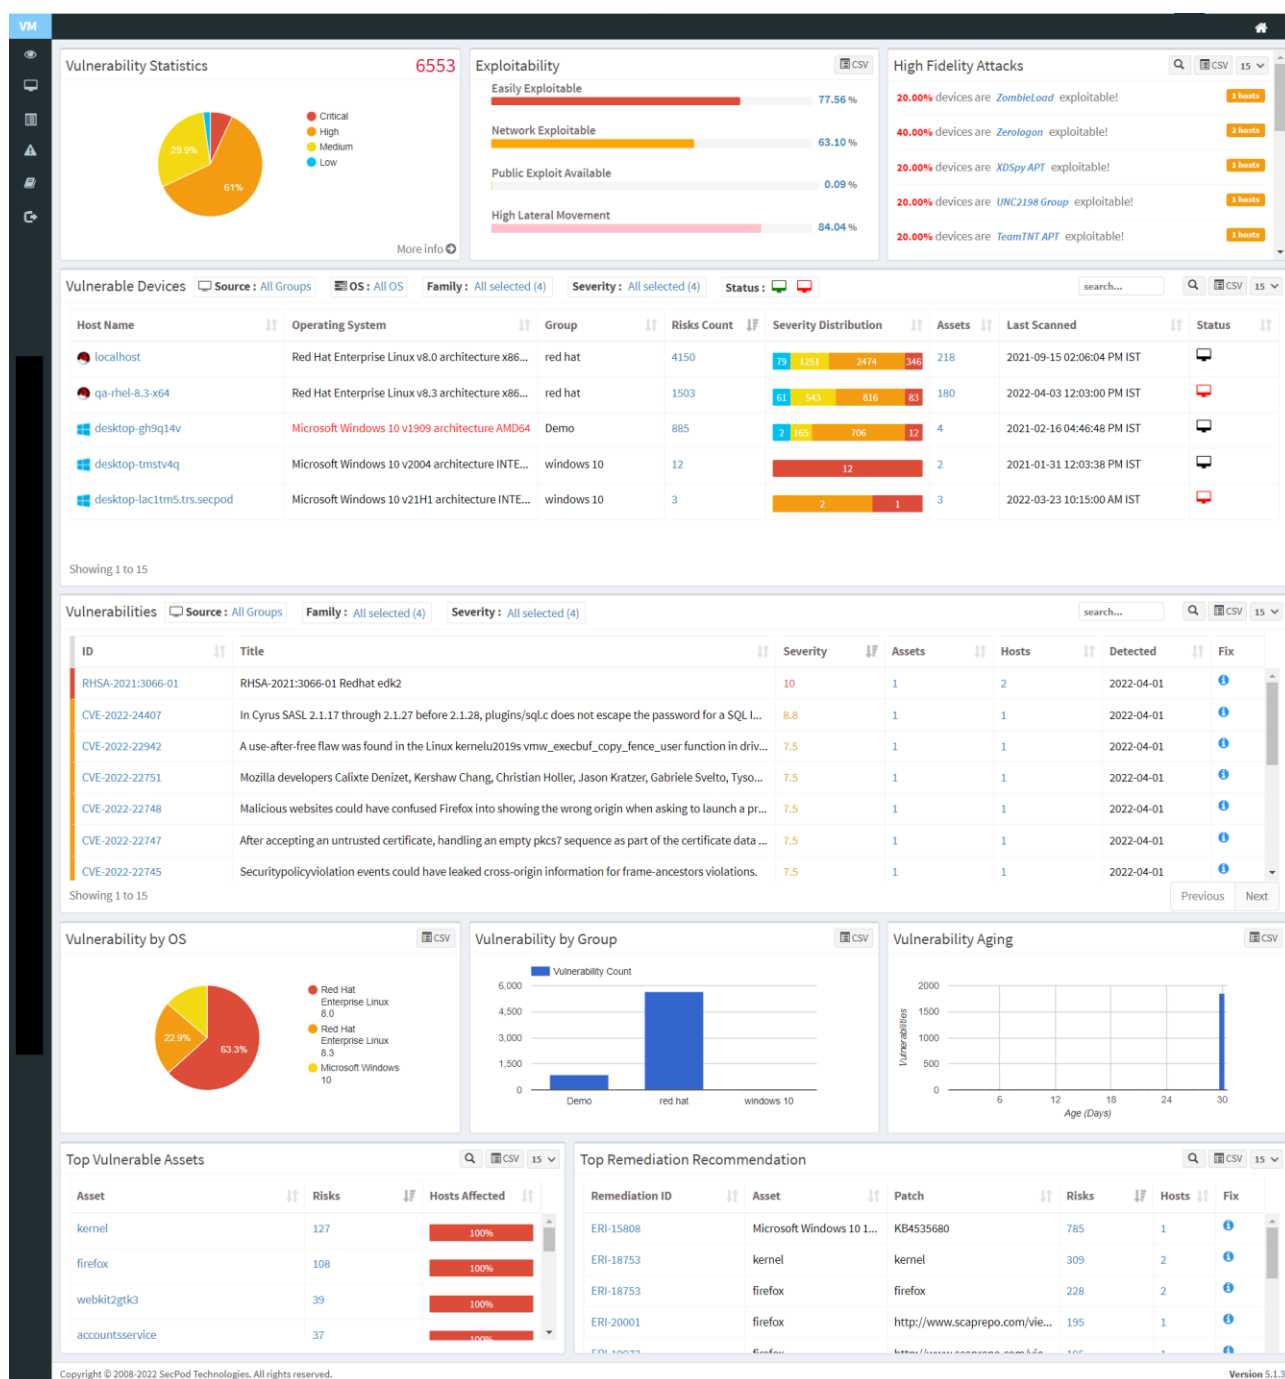 VM
Vulnerability Statistics 6553
Critical
High
Medium
Low
29.9%
61%
More info
Exploitability CSV
Easily Exploitable
77.56 %
Network Exploitable
63.10 %
Public Exploit Available
0.09 %
High Lateral Movement
84.04 %
High Fidelity Attacks CSV 15
20.00% devices are ZombieLoad exploitable! 1 hosts
40.00% devices are Zerologon exploitable! 2 hosts
20.00% devices are XDSpy APT exploitable! 1 hosts
20.00% devices are UNC2198 Group exploitable! 1 hosts
20.00% devices are TeamTNT APT exploitable! 1 hosts
Vulnerable Devices Source : All Groups OS : All OS Family : All selected (4) Severity : All selected (4) Status : search... CSV 15
Host Name Operating System Group Risks Count Severity Distribution Assets Last Scanned Status
localhost Red Hat Enterprise Linux v8.0 architecture x86... red hat 4150 79 1251 2474 346 218 2021-09-15 02:06:04 PM IST
qa-rhel-8.3-x64 Red Hat Enterprise Linux v8.3 architecture x86... red hat 1503 61 543 816 83 180 2022-04-03 12:03:00 PM IST
desktop-gh9q14v Microsoft Windows 10 v1909 architecture AMD64 Demo 885 2 165 706 12 4 2021-02-16 04:46:48 PM IST
desktop-tmstv4q Microsoft Windows 10 v2004 architecture INTE... windows 10 12 12 2 2021-01-31 12:03:38 PM IST
desktop-lac1tm5.trs.secpod Microsoft Windows 10 v21H1 architecture INTE... windows 10 3 2 1 3 2022-03-23 10:15:00 AM IST
Showing 1 to 15
Vulnerabilities Source : All Groups Family : All selected (4) Severity : All selected (4) search... CSV 15
ID Title Severity Assets Hosts Detected Fix
RHSA-2021:3066-01 RHSA-2021:3066-01 Redhat edk2 10 1 2 2022-04-01
CVE-2022-24407 In Cyrus SASL 2.1.17 through 2.1.27 before 2.1.28, plugins/sql.c does not escape the password for a SQL I... 8.8 1 1 2022-04-01
CVE-2022-22942 A use-after-free flaw was found in the Linux kernelu2019s vmw_execbuf_copy_fence_user function in driv... 7.5 1 1 2022-04-01
CVE-2022-22751 Mozilla developers Calixte Denizet, Kershaw Chang, Christian Holler, Jason Kratzer, Gabriele Svelto, Tyso... 7.5 1 1 2022-04-01
CVE-2022-22748 Malicious websites could have confused Firefox into showing the wrong origin when asking to launch a pr... 7.5 1 1 2022-04-01
CVE-2022-22747 After accepting an untrusted certificate, handling an empty pkcs7 sequence as part of the certificate data ... 7.5 1 1 2022-04-01
CVE-2022-22745 Securitypolicyviolation events could have leaked cross-origin information for frame-ancestors violations. 7.5 1 1 2022-04-01
Showing 1 to 15 Previous Next
Vulnerability by OS CSV
22.9%
63.3%
Red Hat
Enterprise Linux
8.0
Red Hat
Enterprise Linux
8.3
Microsoft Windows
10
Vulnerability by Group CSV
Vulnerability Count
6,000
4,500
3,000
1,500
0
Demo red hat windows 10
Vulnerability Aging CSV
Vulnerabilities
2000
1500
1000
500
0
6 12 18 24 30
Age (Days)
Top Vulnerable Assets CSV 15
Asset Risks Hosts Affected
kernel 127 100%
firefox 108 100%
webkit2gtk3 39 100%
accountsservice 37 100%
Top Remediation Recommendation CSV 15
Remediation ID Asset Patch Risks Hosts Fix
ERI-15808 Microsoft Windows 10 1... KB4535680 785 1
ERI-18753 kernel kernel 309 2
ERI-18753 firefox firefox 228 2
ERI-20001 firefox http://www.scaprepo.com/vie... 195 1
Copyright © 2008-2022 SecPod Technologies. All rights reserved. Version 5.1.3